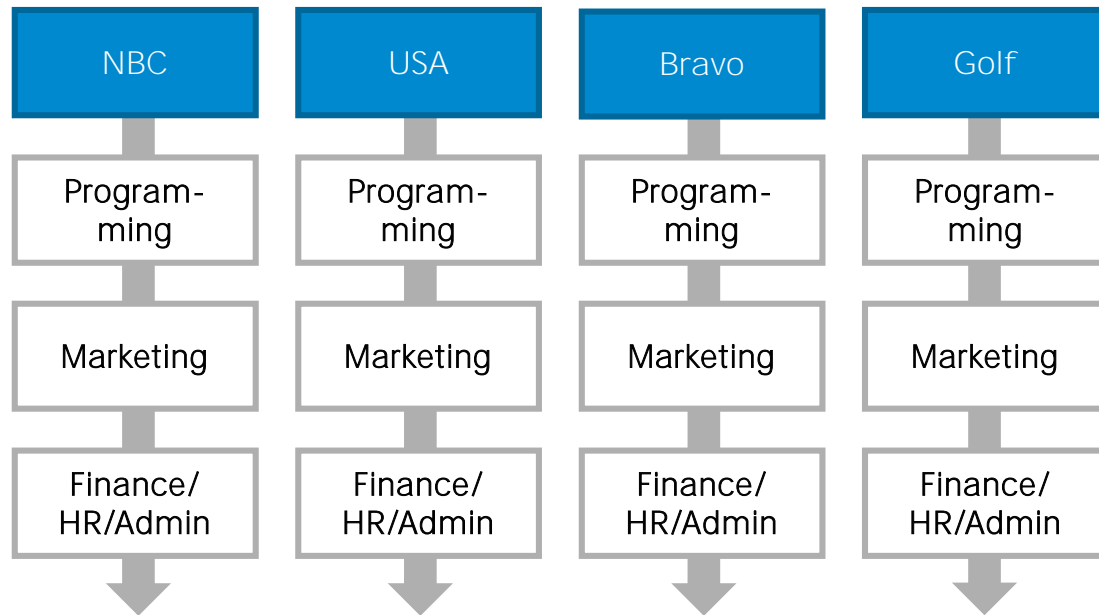 NBC
USA
Bravo
Golf
Program-
ming
Program-
ming
Program-
ming
Program-
ming
Marketing
Marketing
Marketing
Marketing
Finance/
HR/Admin
Finance/
HR/Admin
Finance/
HR/Admin
Finance/
HR/Admin